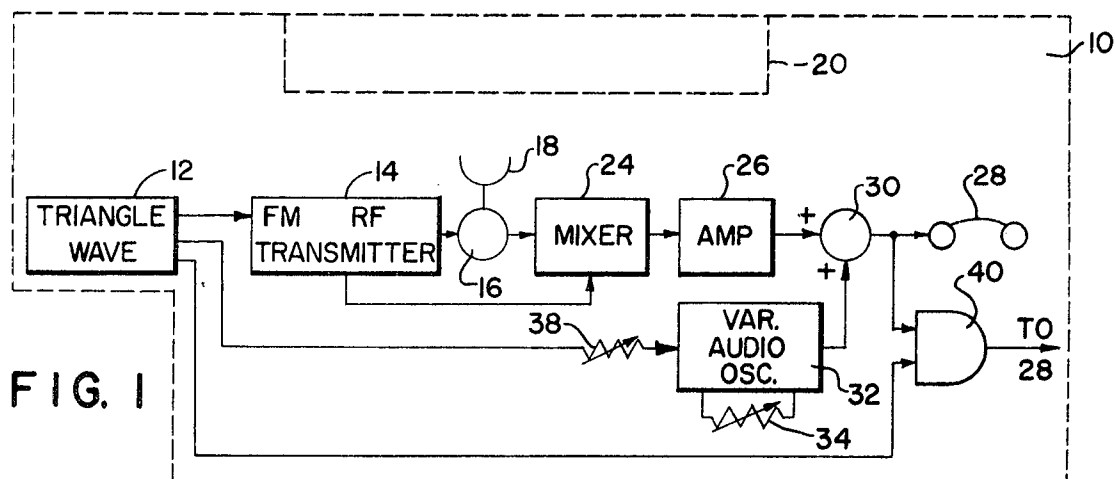 10
20
12
14
18
24
26
30
28
TRIANGLE
WAVE
FM RF
TRANSMITTER
16
MIXER
AMP
+
+
40
38
VAR.
AUDIO
OSC.
32
34
TO
28
FIG. 1